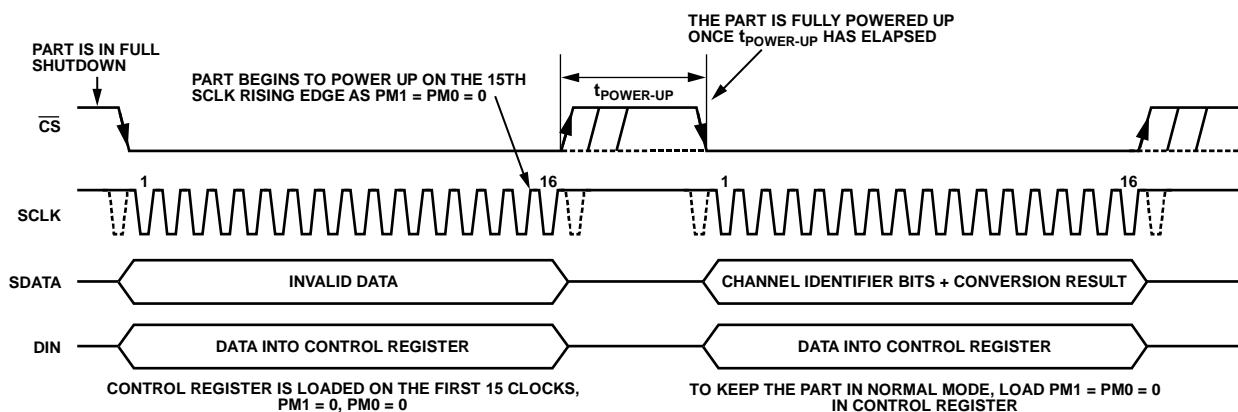 THE PART IS FULLY POWERED UP
ONCE tPOWER-UP HAS ELAPSED
PART IS IN FULL
SHUTDOWN
PART BEGINS TO POWER UP ON THE 15TH
SCLK RISING EDGE AS PM1 = PM0 = 0
tPOWER-UP
CS
1
16
1
16
SCLK
SDATA
INVALID DATA
CHANNEL IDENTIFIER BITS + CONVERSION RESULT
DIN
DATA INTO CONTROL REGISTER
DATA INTO CONTROL REGISTER
CONTROL REGISTER IS LOADED ON THE FIRST 15 CLOCKS,
PM1 = 0, PM0 = 0
TO KEEP THE PART IN NORMAL MODE, LOAD PM1 = PM0 = 0
IN CONTROL REGISTER